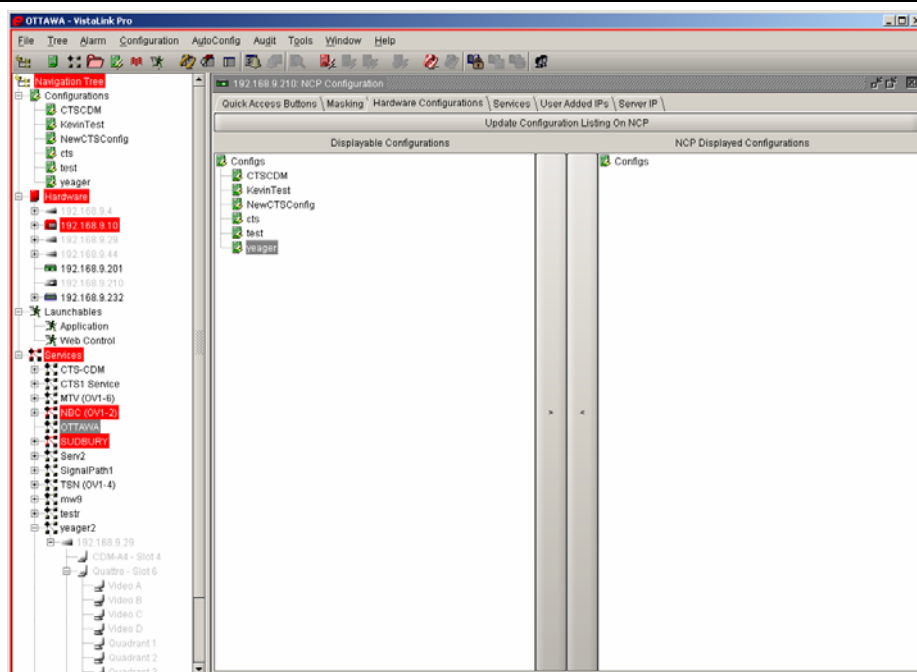 OTTAWA - VistaLink Pro
File Tree Alarm Configuration AutoConfig Audit Tools Window Help
Navigation Tree
Configurations
CTSCDM
KevinTest
NewCTSConfig
cts
test
yeager
Hardware
192.168.9.4
192.168.9.10
192.168.9.29
192.168.9.44
192.168.9.201
192.168.9.210
192.168.9.232
Launchables
Application
Web Control
Services
CTS-CDM
CTS1 Service
MTV (OV1-6)
NBC (OV1-2)
OTTAWA
SUDBURY
Serv2
SignalPath1
TSN (OV1-4)
mw9
testr
yeager2
192.168.9.29
CDM-A4 - Slot 4
Quattro - Slot 6
Video A
Video B
Video C
Video D
Quadrant 1
Quadrant 2
Quadrant 3
192.168.9.210: NCP Configuration
Quick Access Buttons Masking Hardware Configurations Services User Added IPs Server IP
Update Configuration Listing On NCP
Displayable Configurations
Configs
CTSCDM
KevinTest
NewCTSConfig
cts
test
yeager
>
<
NCP Displayed Configurations
Configs